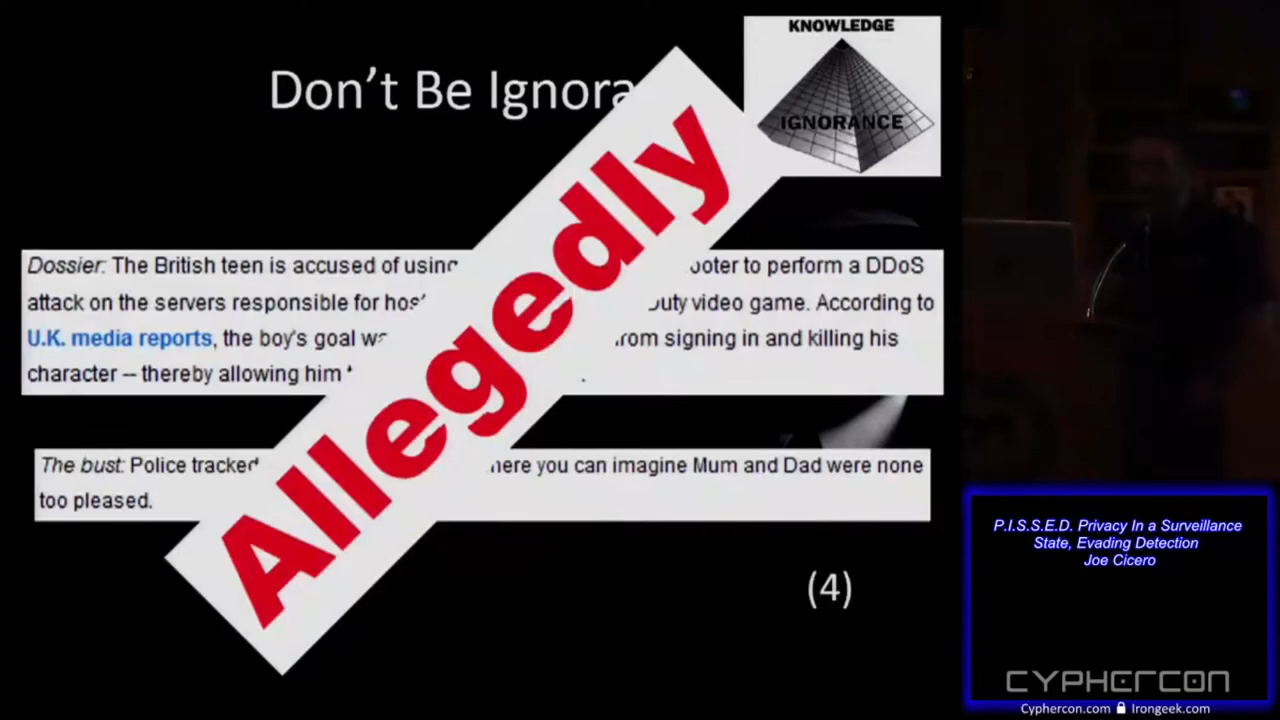 KNOWLEDGE
IGNORANCE
Don't Be Ignora
Allegedly
Dossier: The British teen is accused of using ooter to perform a DDoS
attack on the servers responsible for hos uty video game. According to
U.K. media reports, the boy's goal from signing in and killing his
character -- thereby allowing him
The bust: Police tracked here you can imagine Mum and Dad were none
too pleased.
(4)
P.I.S.S.E.D. Privacy In a Surveillance
State, Evading Detection
Joe Cicero
CYPHERCON
Cyphercon.com Irongeek.com